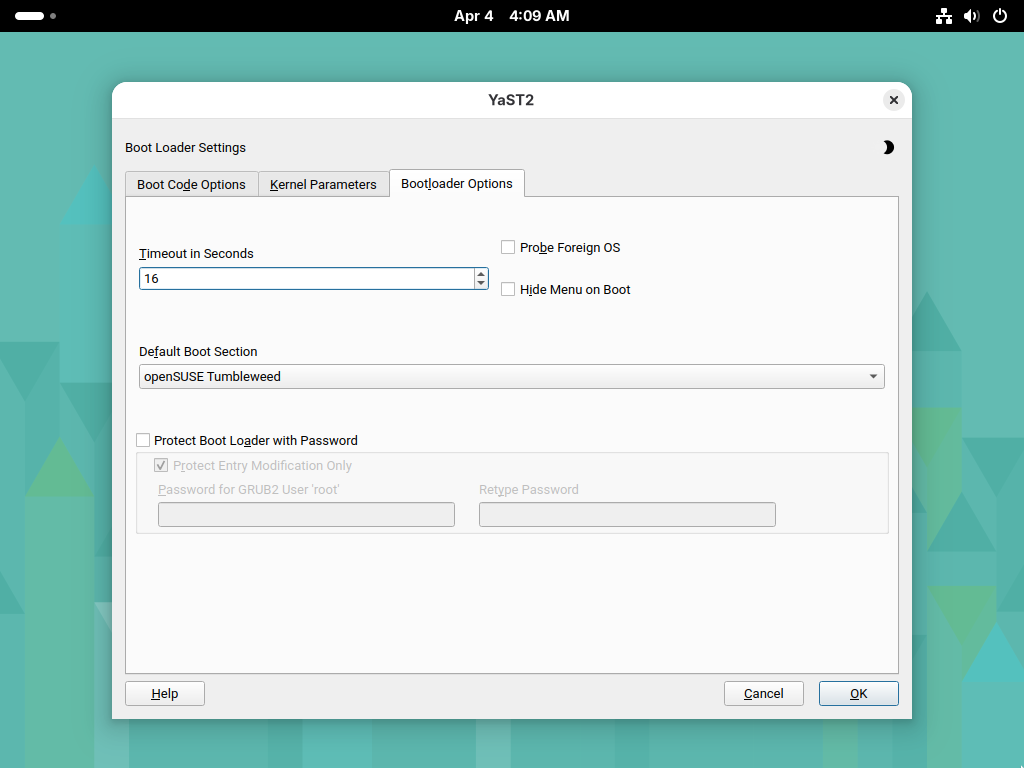 Apr 4 4:09 AM
YaST2
Boot Loader Settings
Boot Code Options
Kernel Parameters
Bootloader Options
Timeout in Seconds
16
Probe Foreign OS
Hide Menu on Boot
Default Boot Section
openSUSE Tumbleweed
Protect Boot Loader with Password
Protect Entry Modification Only
Password for GRUB2 User 'root'
Retype Password
Help
Cancel
OK